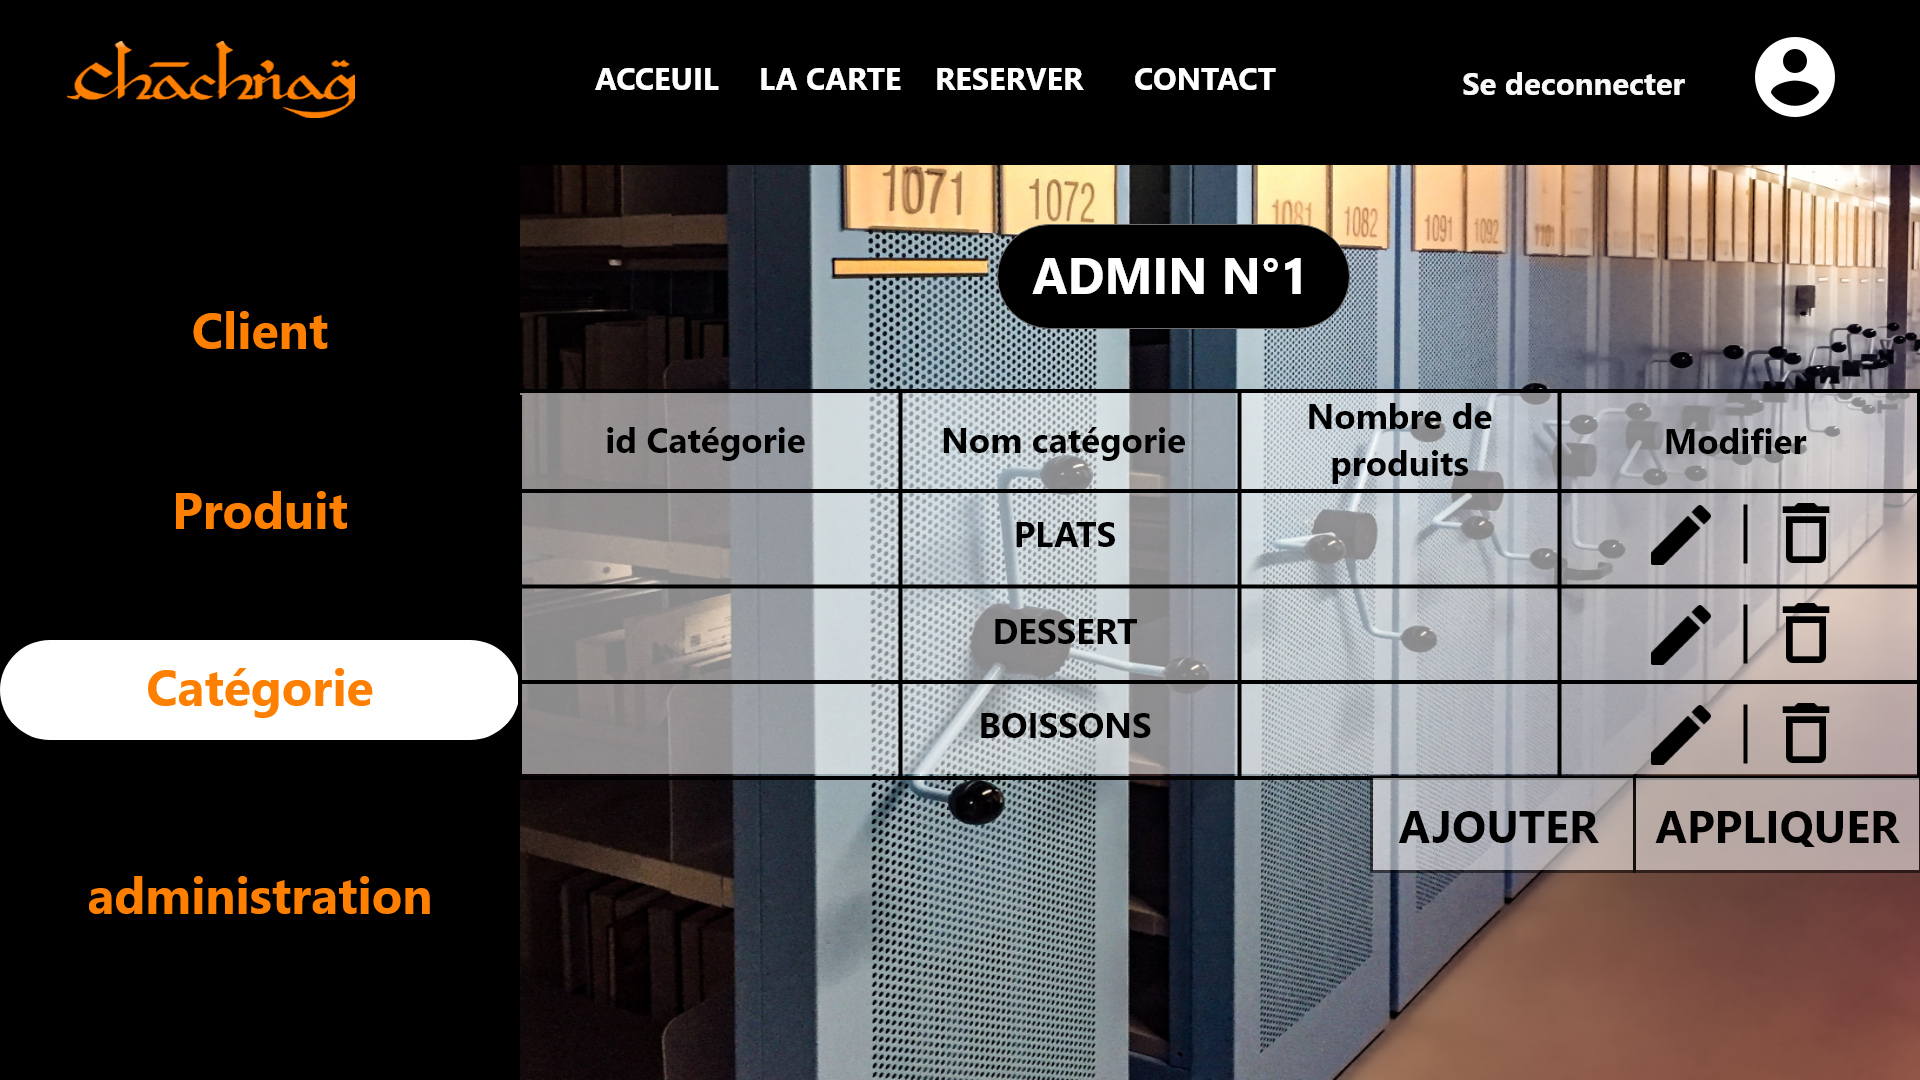 chāchnag̈
ACCEUIL LA CARTE RESERVER CONTACT
Se deconnecter
1071 1072 1081 1082 1091 1092
ADMIN N°1
Client
Produit
Catégorie
administration
id Catégorie Nom catégorie Nombre de produits Modifier
PLATS
DESSERT
BOISSONS
AJOUTER APPLIQUER